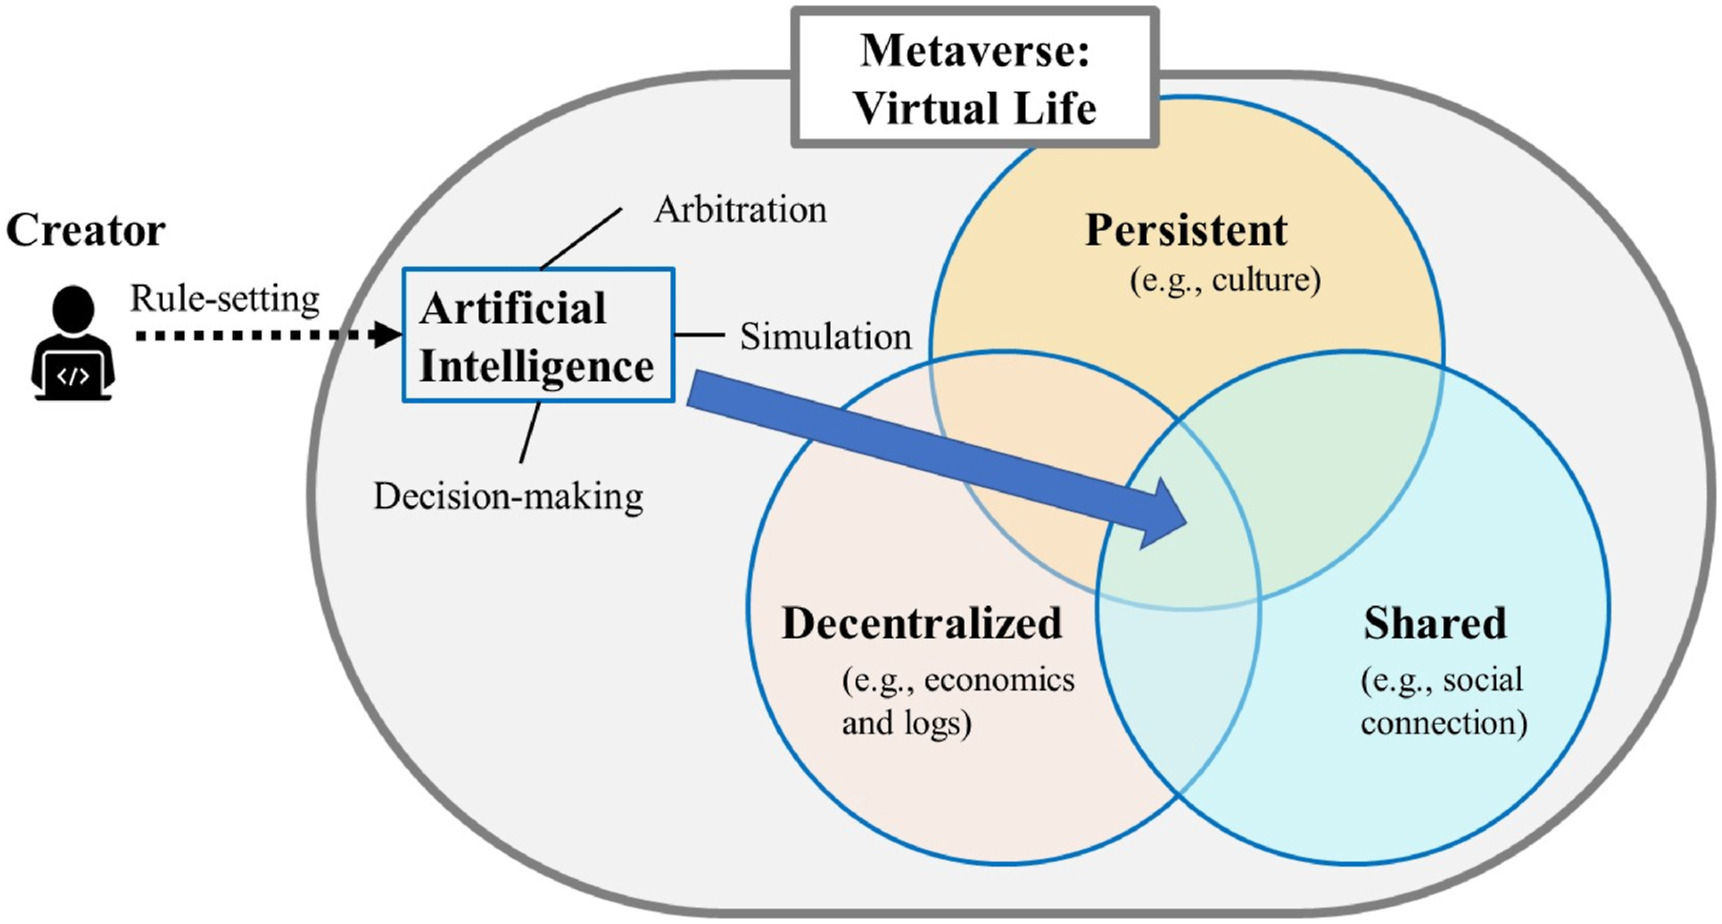 Metaverse:
Virtual Life
Creator
Rule-setting
</>
Artificial
Intelligence
Arbitration
Simulation
Decision-making
Persistent
(e.g., culture)
Decentralized
(e.g., economics
and logs)
Shared
(e.g., social
connection)